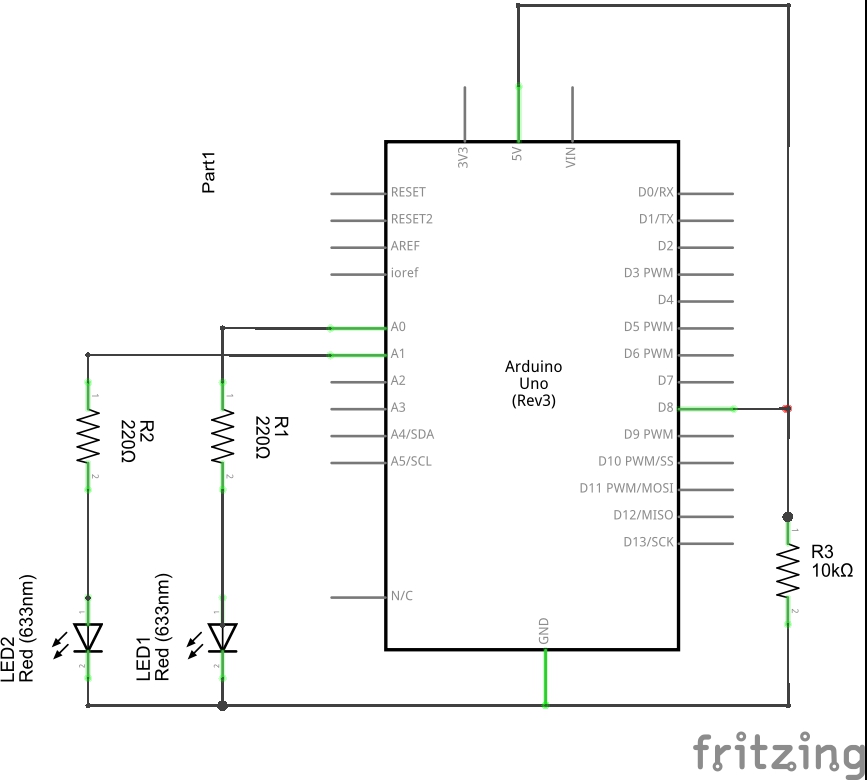 Part1
3V3
5V
VIN
RESET
RESET2
AREF
ioref
A0
A1
A2
A3
A4/SDA
A5/SCL
N/C
Arduino
Uno
(Rev3)
D0/RX
D1/TX
D2
D3 PWM
D4
D5 PWM
D6 PWM
D7
D8
D9 PWM
D10 PWM/SS
D11 PWM/MOSI
D12/MISO
D13/SCK
GND
1
R2
220Ω
2
1
R1
220Ω
2
1
R3
10kΩ
2
LED2
Red (633nm)
1
2
LED1
Red (633nm)
1
2
fritzing